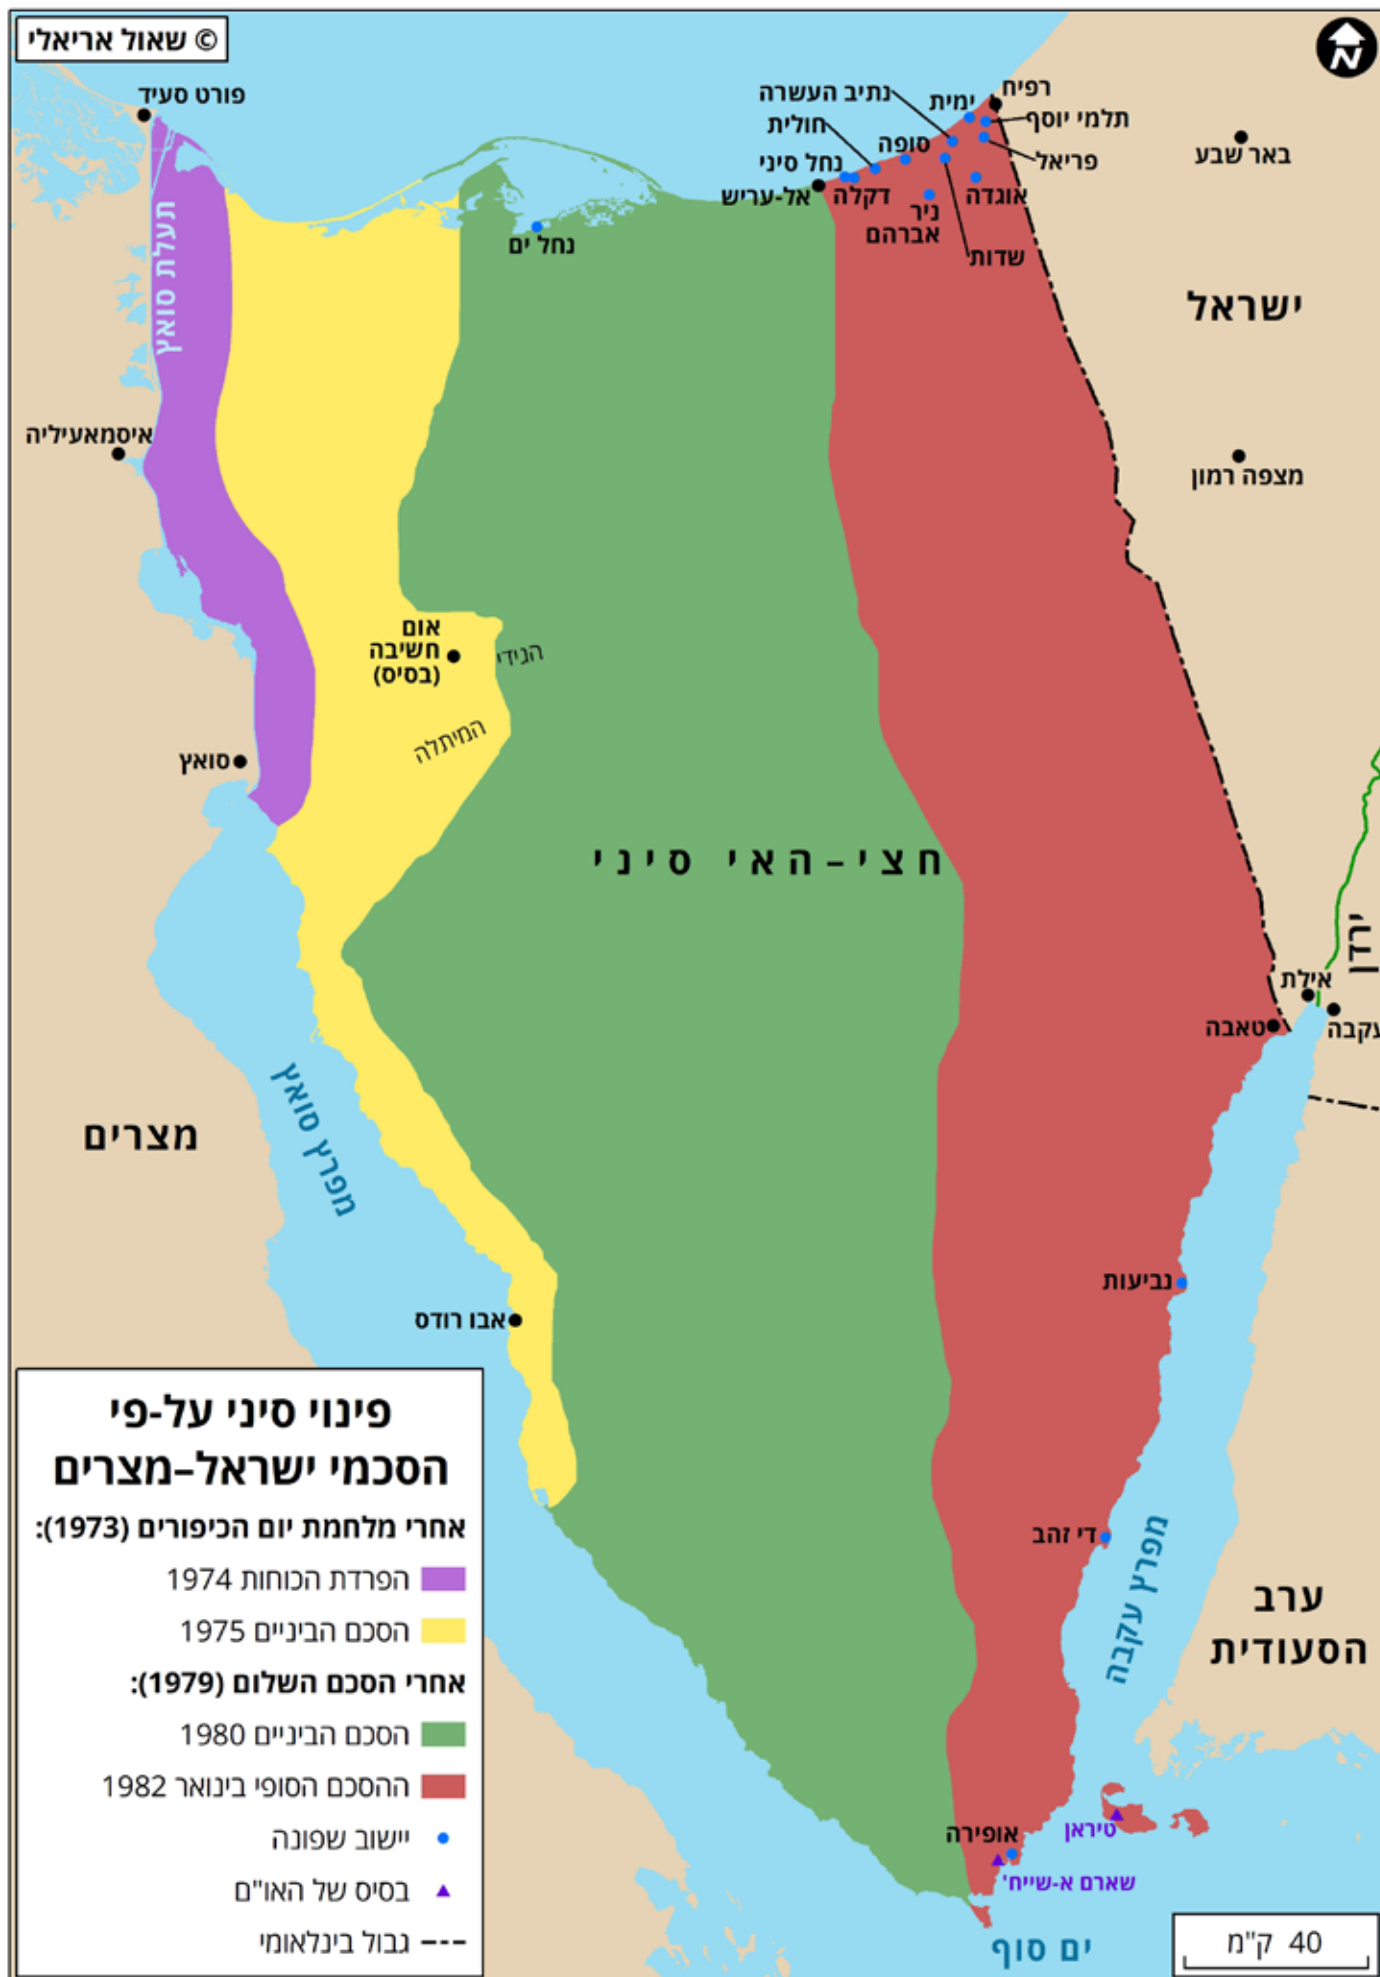 © שאול אריאלי
N
פורט סעיד
רפיח
נתיב העשרה
ימית
תלמי יוסף
חולית
סופה
פריאל
באר שבע
נחל סיני
אל-עריש
דקלה
אוגדה
ניר
אברהם
שדות
נחל ים
תעלת סואץ
ישראל
איסמאעיליה
מצפה רמון
אום
חשיבה
(בסיס)
הגידי
המיתלה
סואץ
חצי-האי סיני
ירדן
אילת
טאבה
עקבה
מפרץ סואץ
מצרים
נביעות
אבו רודס
די זהב
מפרץ עקבה
ערב
הסעודית
טיראן
אופירה
שארם א-שייח'
ים סוף
40 ק"מ
פינוי סיני על-פי
הסכמי ישראל–מצרים
אחרי מלחמת יום הכיפורים (1973):
הפרדת הכוחות 1974
הסכם הביניים 1975
אחרי הסכם השלום (1979):
הסכם הביניים 1980
ההסכם הסופי בינואר 1982
יישוב שפונה
בסיס של האו"ם
גבול בינלאומי